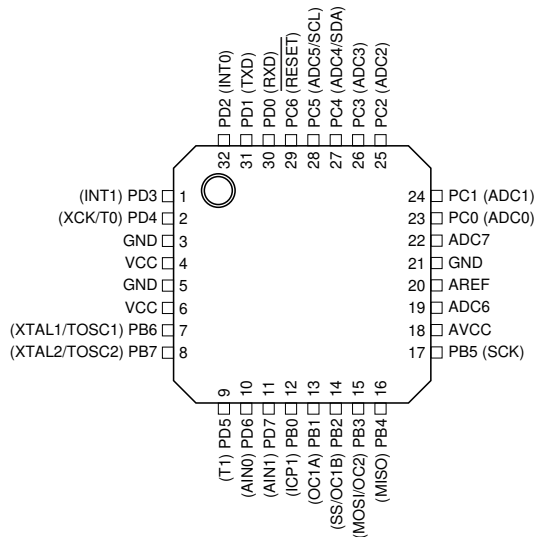 PD2 (INT0)
PD1 (TXD)
PD0 (RXD)
PC6 (RESET)
PC5 (ADC5/SCL)
PC4 (ADC4/SDA)
PC3 (ADC3)
PC2 (ADC2)
32
31
30
29
28
27
26
25
(INT1) PD3 1
(XCK/T0) PD4 2
GND 3
VCC 4
GND 5
VCC 6
(XTAL1/TOSC1) PB6 7
(XTAL2/TOSC2) PB7 8
24 PC1 (ADC1)
23 PC0 (ADC0)
22 ADC7
21 GND
20 AREF
19 ADC6
18 AVCC
17 PB5 (SCK)
9
10
11
12
13
14
15
16
(T1) PD5
(AIN0) PD6
(AIN1) PD7
(ICP1) PB0
(OC1A) PB1
(SS/OC1B) PB2
(MOSI/OC2) PB3
(MISO) PB4